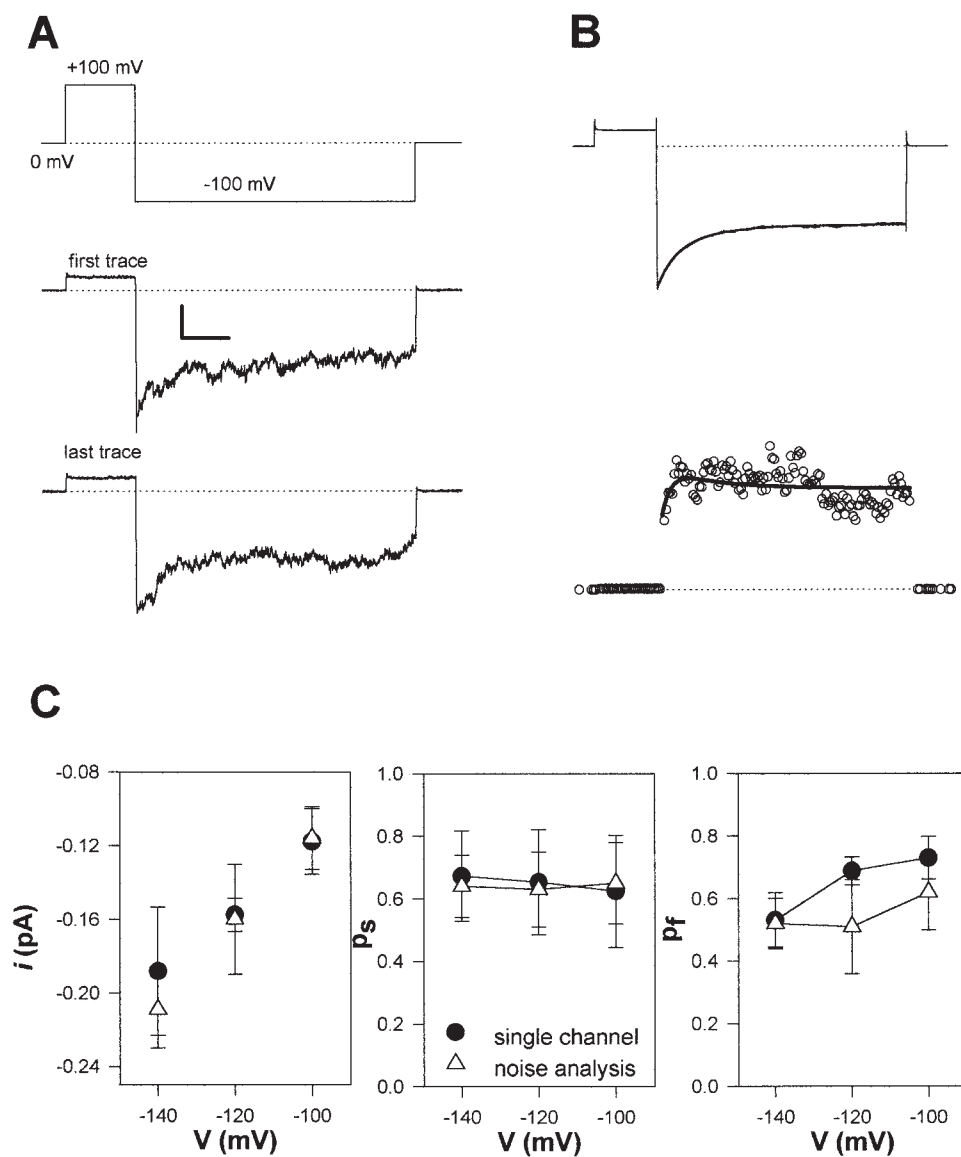 A
+100 mV
0 mV
-100 mV
first trace
last trace
B
C
i (pA)
-0.08
-0.12
-0.16
-0.20
-0.24
-140
-120
-100
V (mV)
ps
1.0
0.8
0.6
0.4
0.2
0.0
single channel
noise analysis
-140
-120
-100
V (mV)
pf
1.0
0.8
0.6
0.4
0.2
0.0
-140
-120
-100
V (mV)